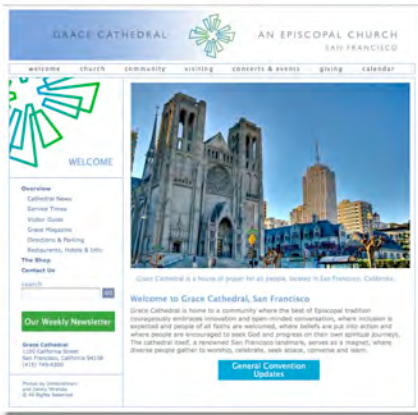 GRACE CATHEDRAL
AN EPISCOPAL CHURCH
SAN FRANCISCO
welcome church community visiting concerts & events giving calendar
WELCOME
Overview
Cathedral News
Service Times
Visitor Guide
Grace Magazine
Directions & Parking
Restaurants, Hotels & Info
The Shop
Contact Us
search
GO
Our Weekly Newsletter
Grace Cathedral
1100 California Street
San Francisco, California 94108
(415) 749-6300
All Rights Reserved
Grace Cathedral is a house of prayer for all people, located in San Francisco, California.
Welcome to Grace Cathedral, San Francisco
Grace Cathedral is home to a community where the best of Episcopal tradition
courageously embraces innovation and open-minded conversation, where inclusion is
expected and people of all faiths are welcomed, where beliefs are put into action and
where people are encouraged to seek God and progress on their own spiritual journeys.
The cathedral itself, a renowned San Francisco landmark, serves as a magnet, where
diverse people gather to worship, celebrate, seek solace, converse and learn.
General Convention
Updates